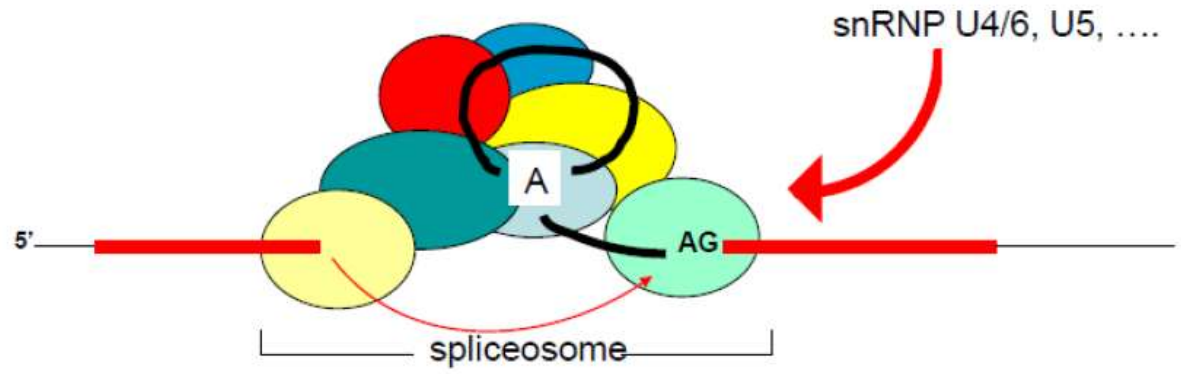 snRNP U4/6, U5, ....
A
5'
AG
spliceosome